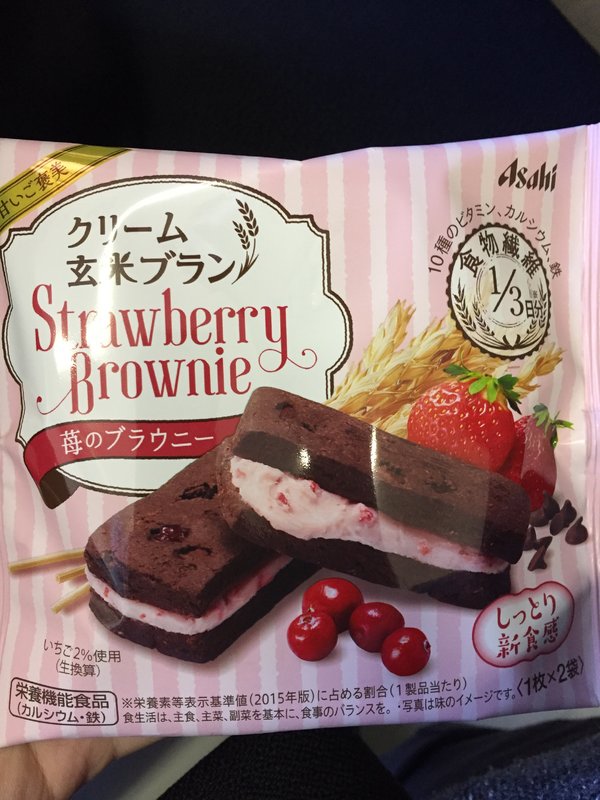 甘いご褒美
Asahi
クリーム
玄米ブラン
Strawberry
Brownie
苺のブラウニー
10種のビタミン、カルシウム、鉄
食物繊維
1/3
日分※
しっとり
新食感
いちご2%使用
(生換算)
〈1枚×2袋〉
栄養機能食品
(カルシウム・鉄)
※栄養素等表示基準値(2015年版)に占める割合(1製品当たり)
食生活は、主食、主菜、副菜を基本に、食事のバランスを。・写真は味のイメージです。